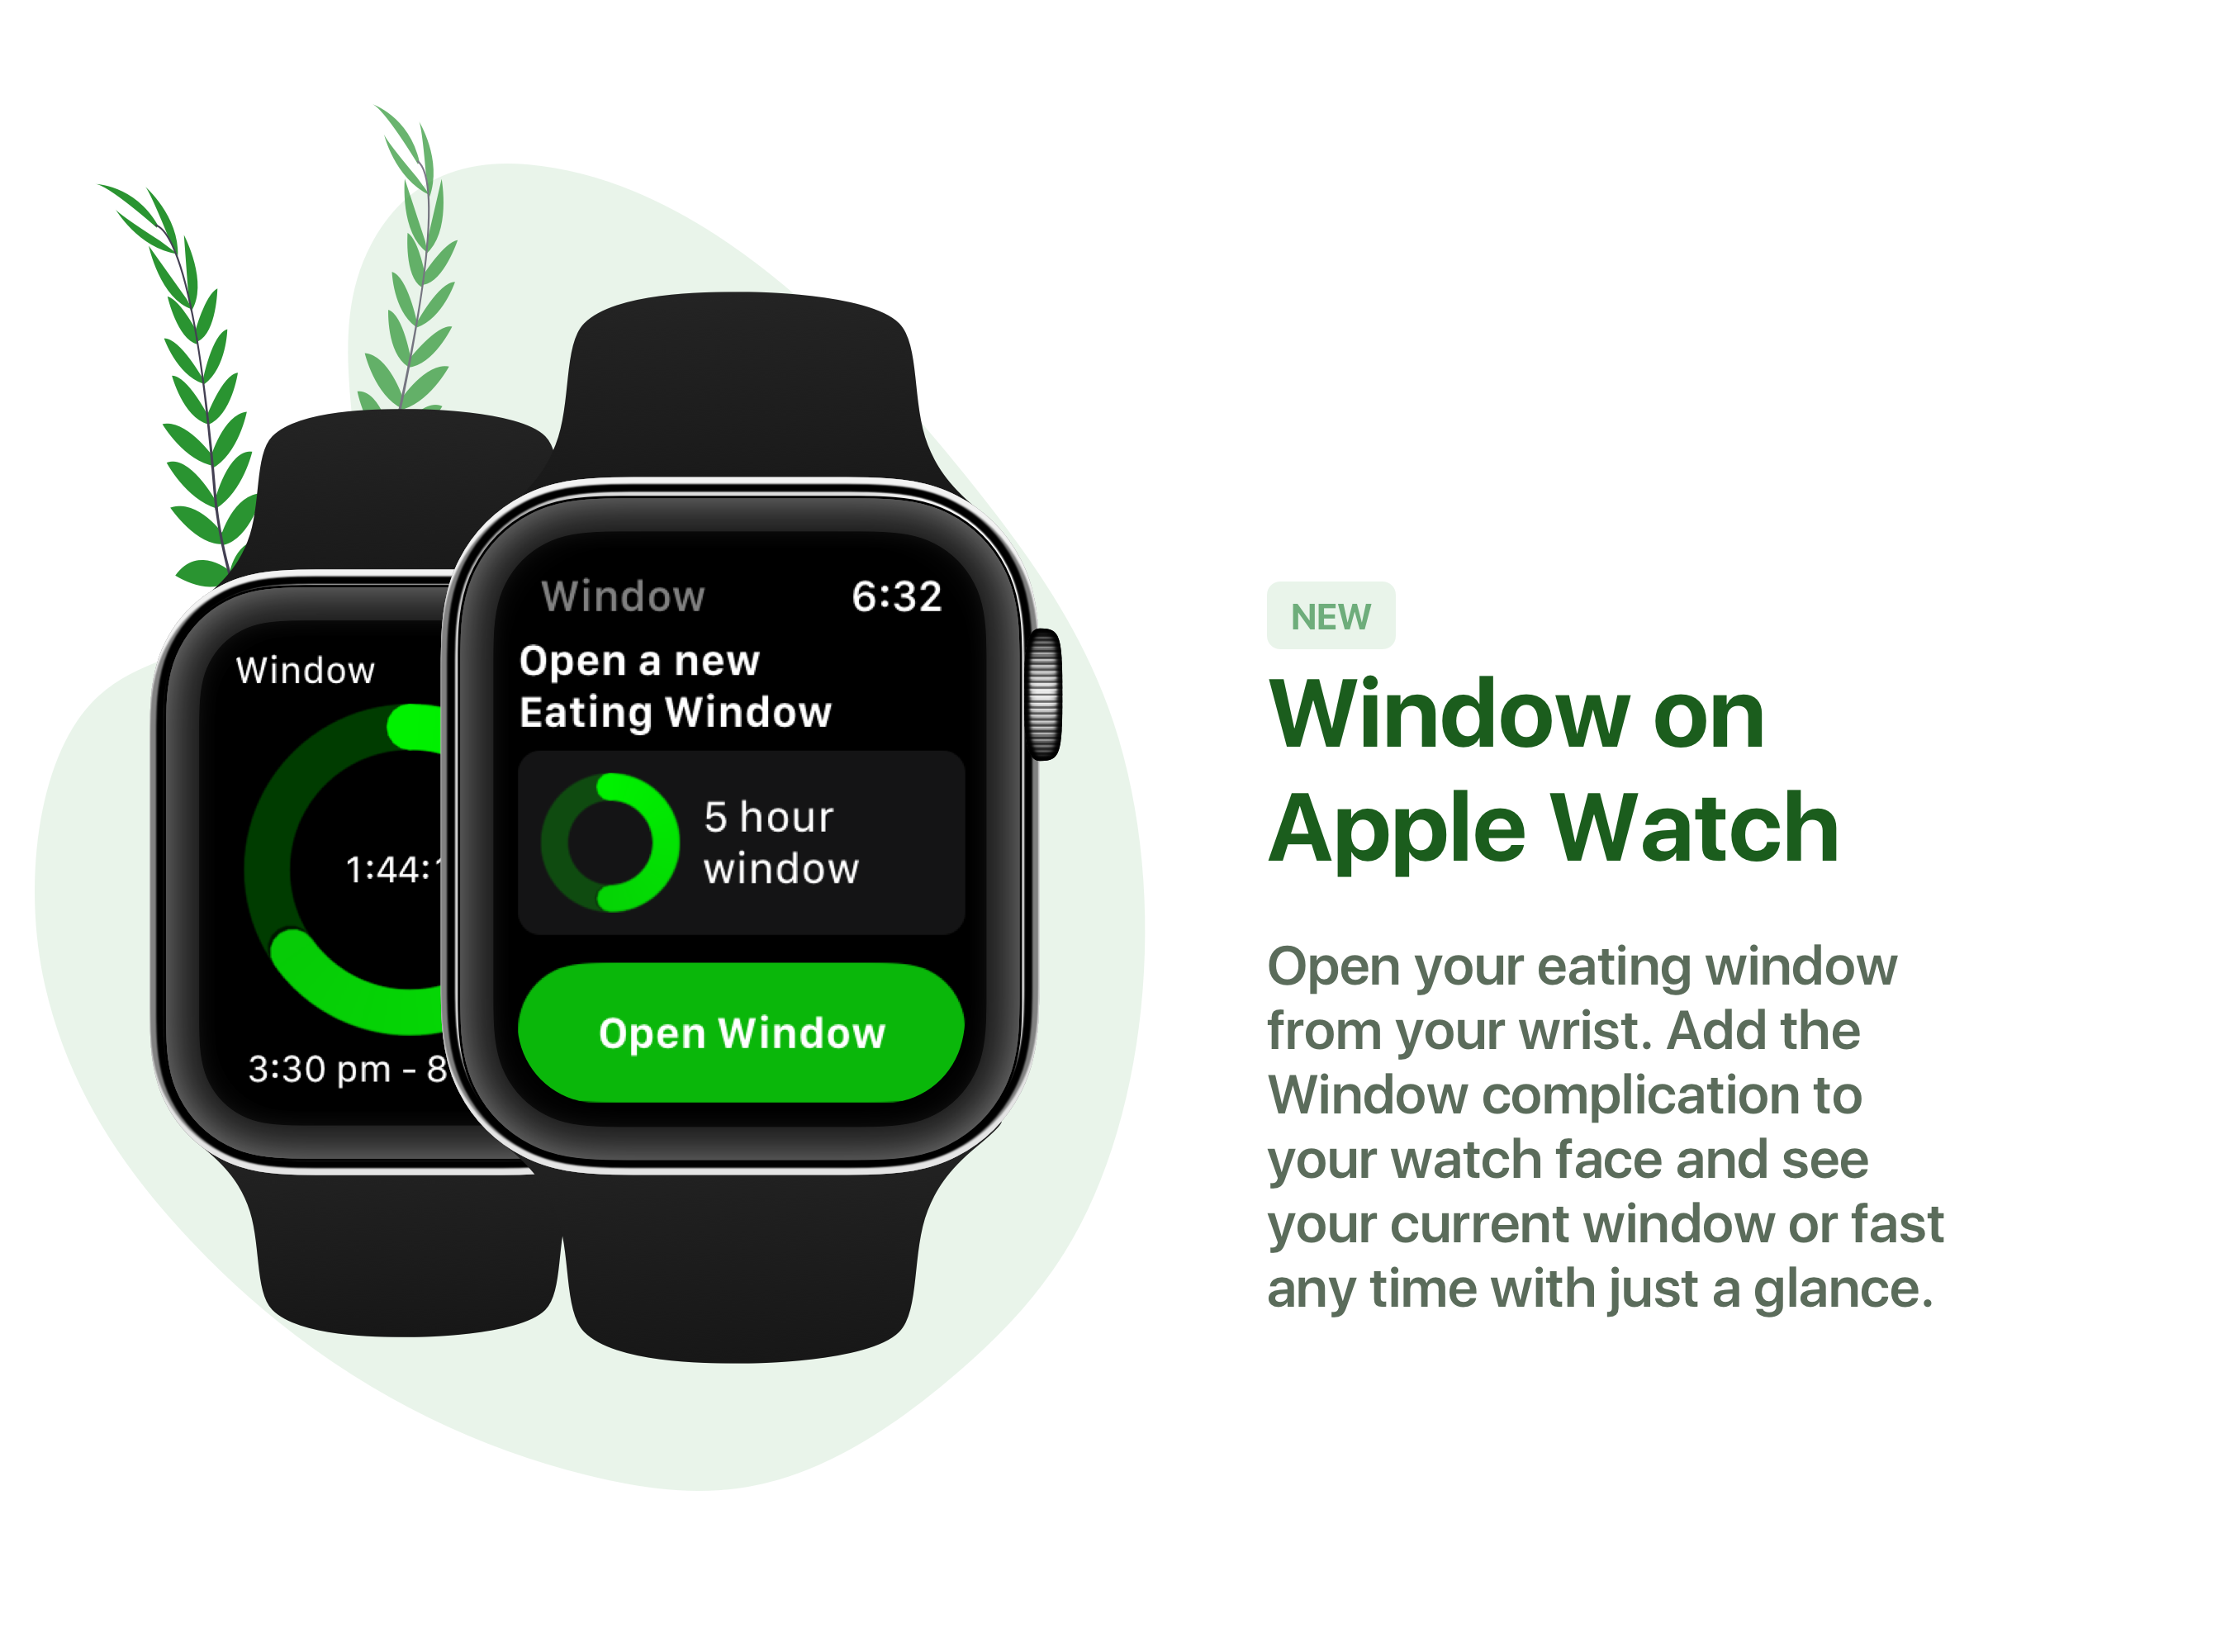 Window
1:44:
3:30 pm - 8
Window 6:32
Open a new
Eating Window
5 hour
window
Open Window
NEW
Window on
Apple Watch
Open your eating window
from your wrist. Add the
Window complication to
your watch face and see
your current window or fast
any time with just a glance.